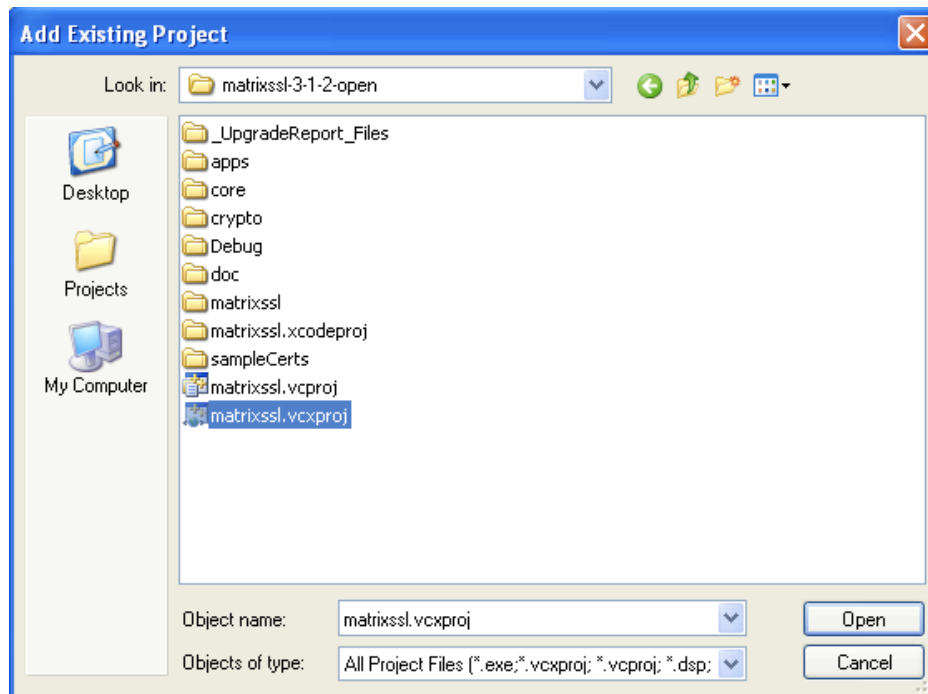 Add Existing Project
Look in: matrixssl-3-1-2-open
Desktop
Projects
My Computer
_UpgradeReport_Files
apps
core
crypto
Debug
doc
matrixssl
matrixssl.xcodeproj
sampleCerts
matrixssl.vcproj
matrixssl.vcxproj
Object name: matrixssl.vcxproj Open
Objects of type: All Project Files (*.exe;*.vcxproj; *.vcproj; *.dsp; Cancel